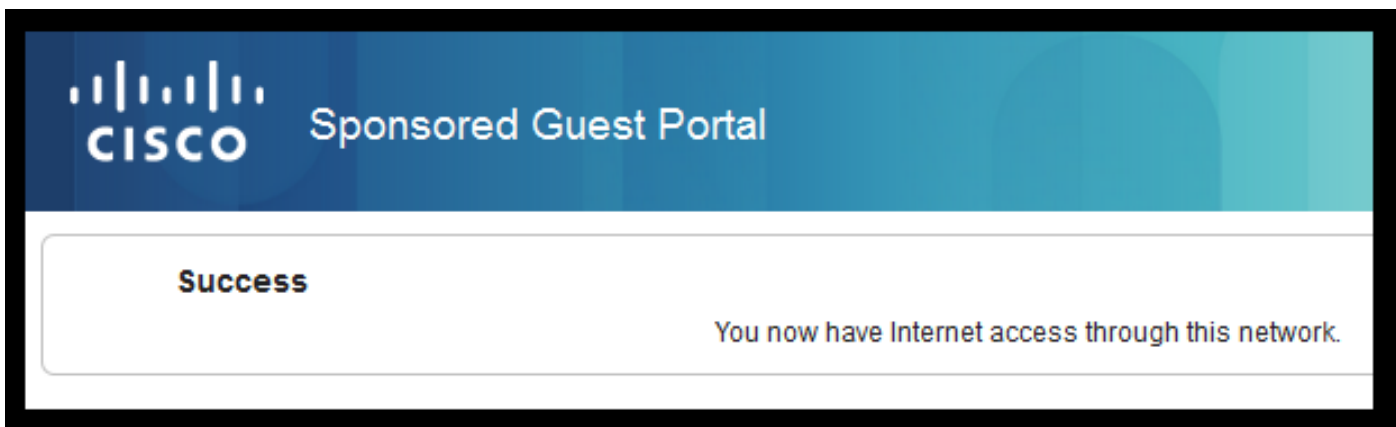 CISCO
Sponsored Guest Portal
Success
You now have Internet access through this network.